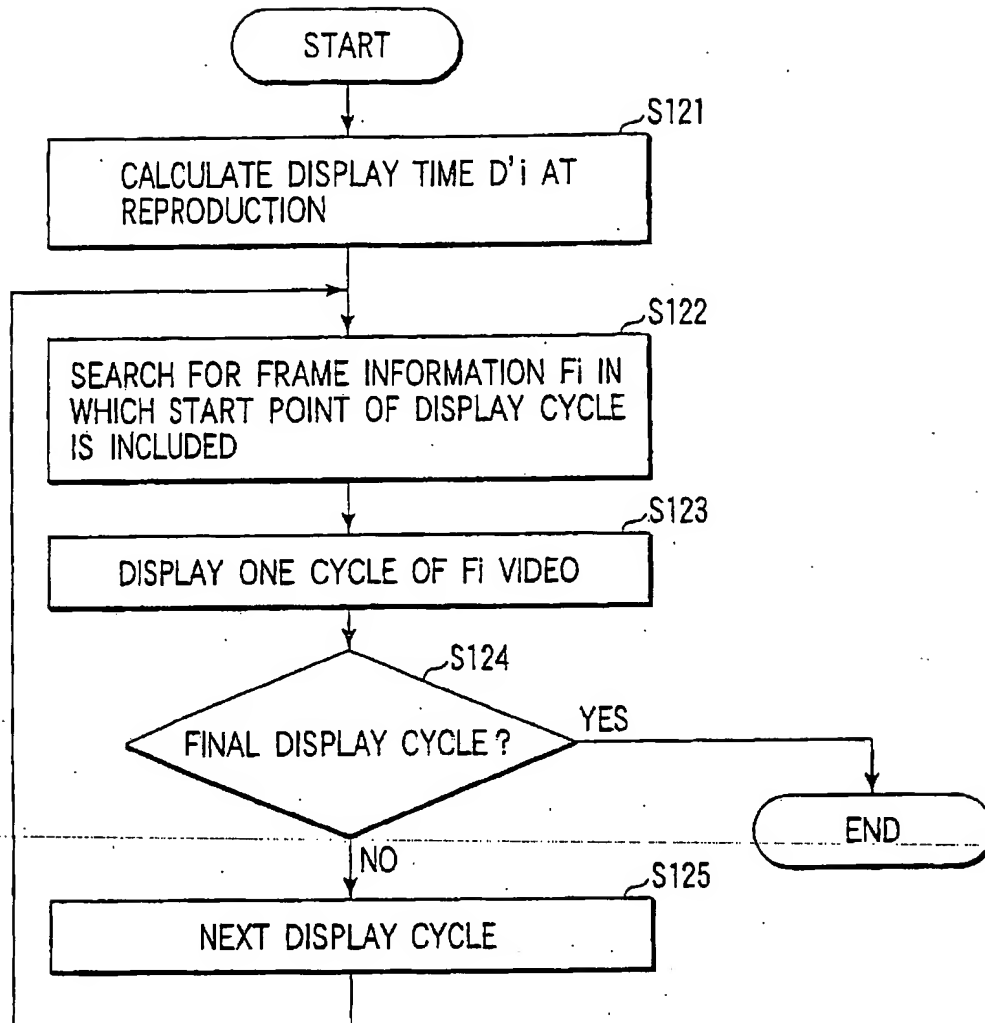 START
S121
CALCULATE DISPLAY TIME D'i AT
REPRODUCTION
S122
SEARCH FOR FRAME INFORMATION Fi IN
WHICH START POINT OF DISPLAY CYCLE
IS INCLUDED
S123
DISPLAY ONE CYCLE OF Fi VIDEO
S124
FINAL DISPLAY CYCLE?
YES
END
NO
S125
NEXT DISPLAY CYCLE